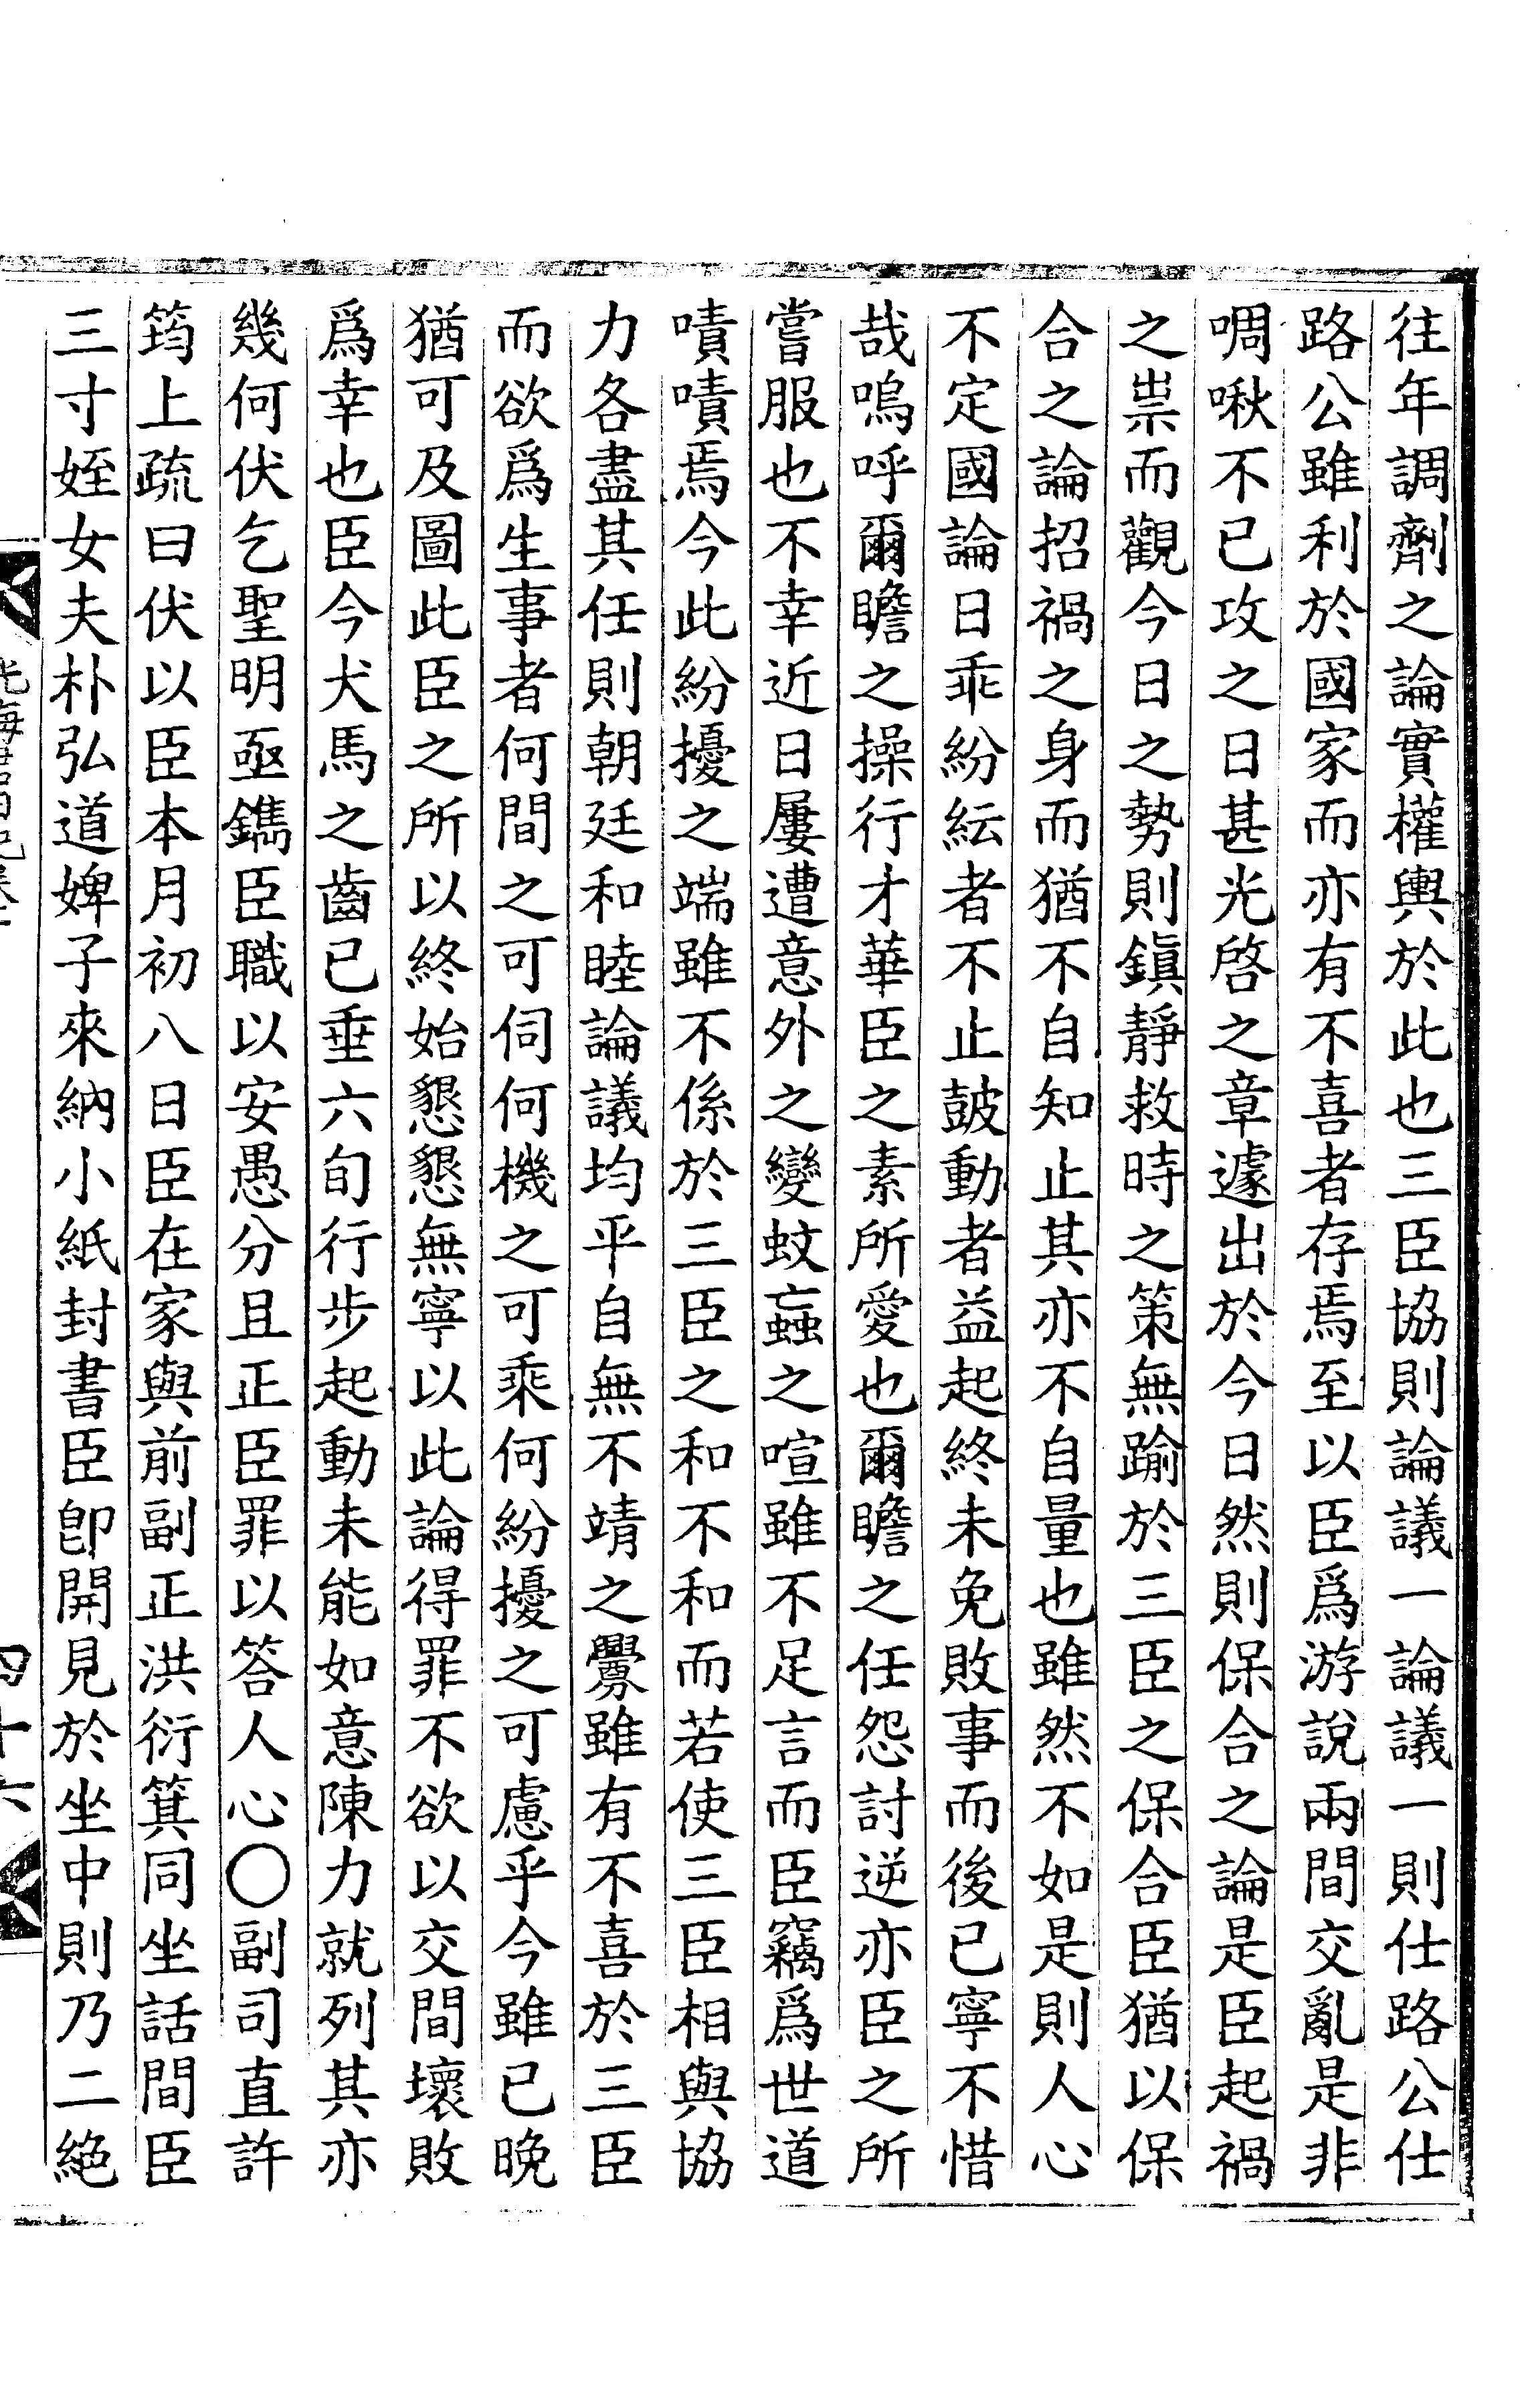 往年調劑之論實權輿於此也三臣協則論議一論議一則仕路公仕
路公雖利於國家而亦有不喜者存焉至以臣爲游說兩間交亂是非
啁啾不已攻之日甚光啓之章遽出於今日然則保合之論是臣起禍
之祟而觀今日之勢則鎭靜救時之策無踰於三臣之保合臣猶以保
合之論招禍之身而猶不自知止其亦不自量也雖然不如是則人心
不定國論日乖紛紜者不止鼓動者益起終未免敗事而後已寧不惜
哉嗚呼爾瞻之操行才華臣之素所愛也爾瞻之任怨討逆亦臣之所
嘗服也不幸近日屢遭意外之變蚊蝱之喧雖不足言而臣竊爲世道
嘖嘖焉今此紛擾之端雖不係於三臣之和不和而若使三臣相與協
力各盡其任則朝廷和睦論議均平自無不靖之釁雖有不喜於三臣
而欲爲生事者何間之可伺何機之可乘何紛擾之可慮乎今雖已晚
猶可及圖此臣之所以終始懇懇無寧以此論得罪不欲以交間壞敗
爲幸也臣今犬馬之齒已垂六旬行步起動未能如意陳力就列其亦
幾何伏乞聖明亟鐫臣職以安愚分且正臣罪以答人心〇副司直許
筠上疏曰伏以臣本月初八日臣在家與前副正洪衍箕同坐話間臣
三寸姪女夫朴弘道婢子來納小紙封書臣卽開見於坐中則乃二絕
四十六